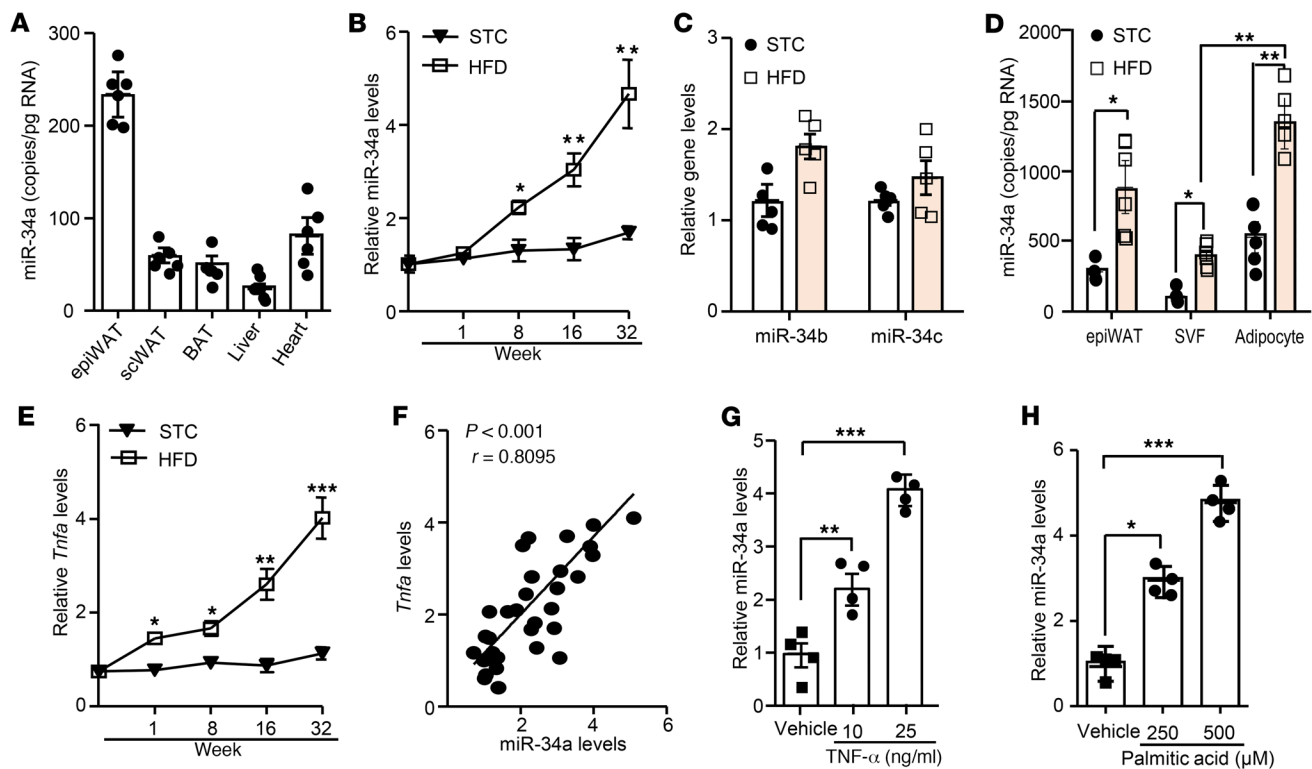 A
miR-34a (copies/pg RNA)
300
200
100
0
epiWAT
scWAT
BAT
Liver
Heart
B
Relative miR-34a levels
6
4
2
0
STC
HFD
*
**
**
1 8 16 32
Week
C
Relative gene levels
3
2
1
0
STC
HFD
miR-34b miR-34c
D
miR-34a (copies/pg RNA)
2000
1500
1000
500
0
STC
HFD
*
*
**
**
epiWAT SVF Adipocyte
E
Relative Tnfa levels
6
4
2
0
STC
HFD
*
*
**
***
1 8 16 32
Week
F
Tnfa levels
6
4
2
0
P < 0.001
r = 0.8095
2 4 6
miR-34a levels
G
Relative miR-34a levels
5
4
3
2
1
0
***
**
Vehicle 10 25
TNF-α (ng/ml)
H
Relative miR-34a levels
6
4
2
0
***
*
Vehicle 250 500
Palmitic acid (μM)